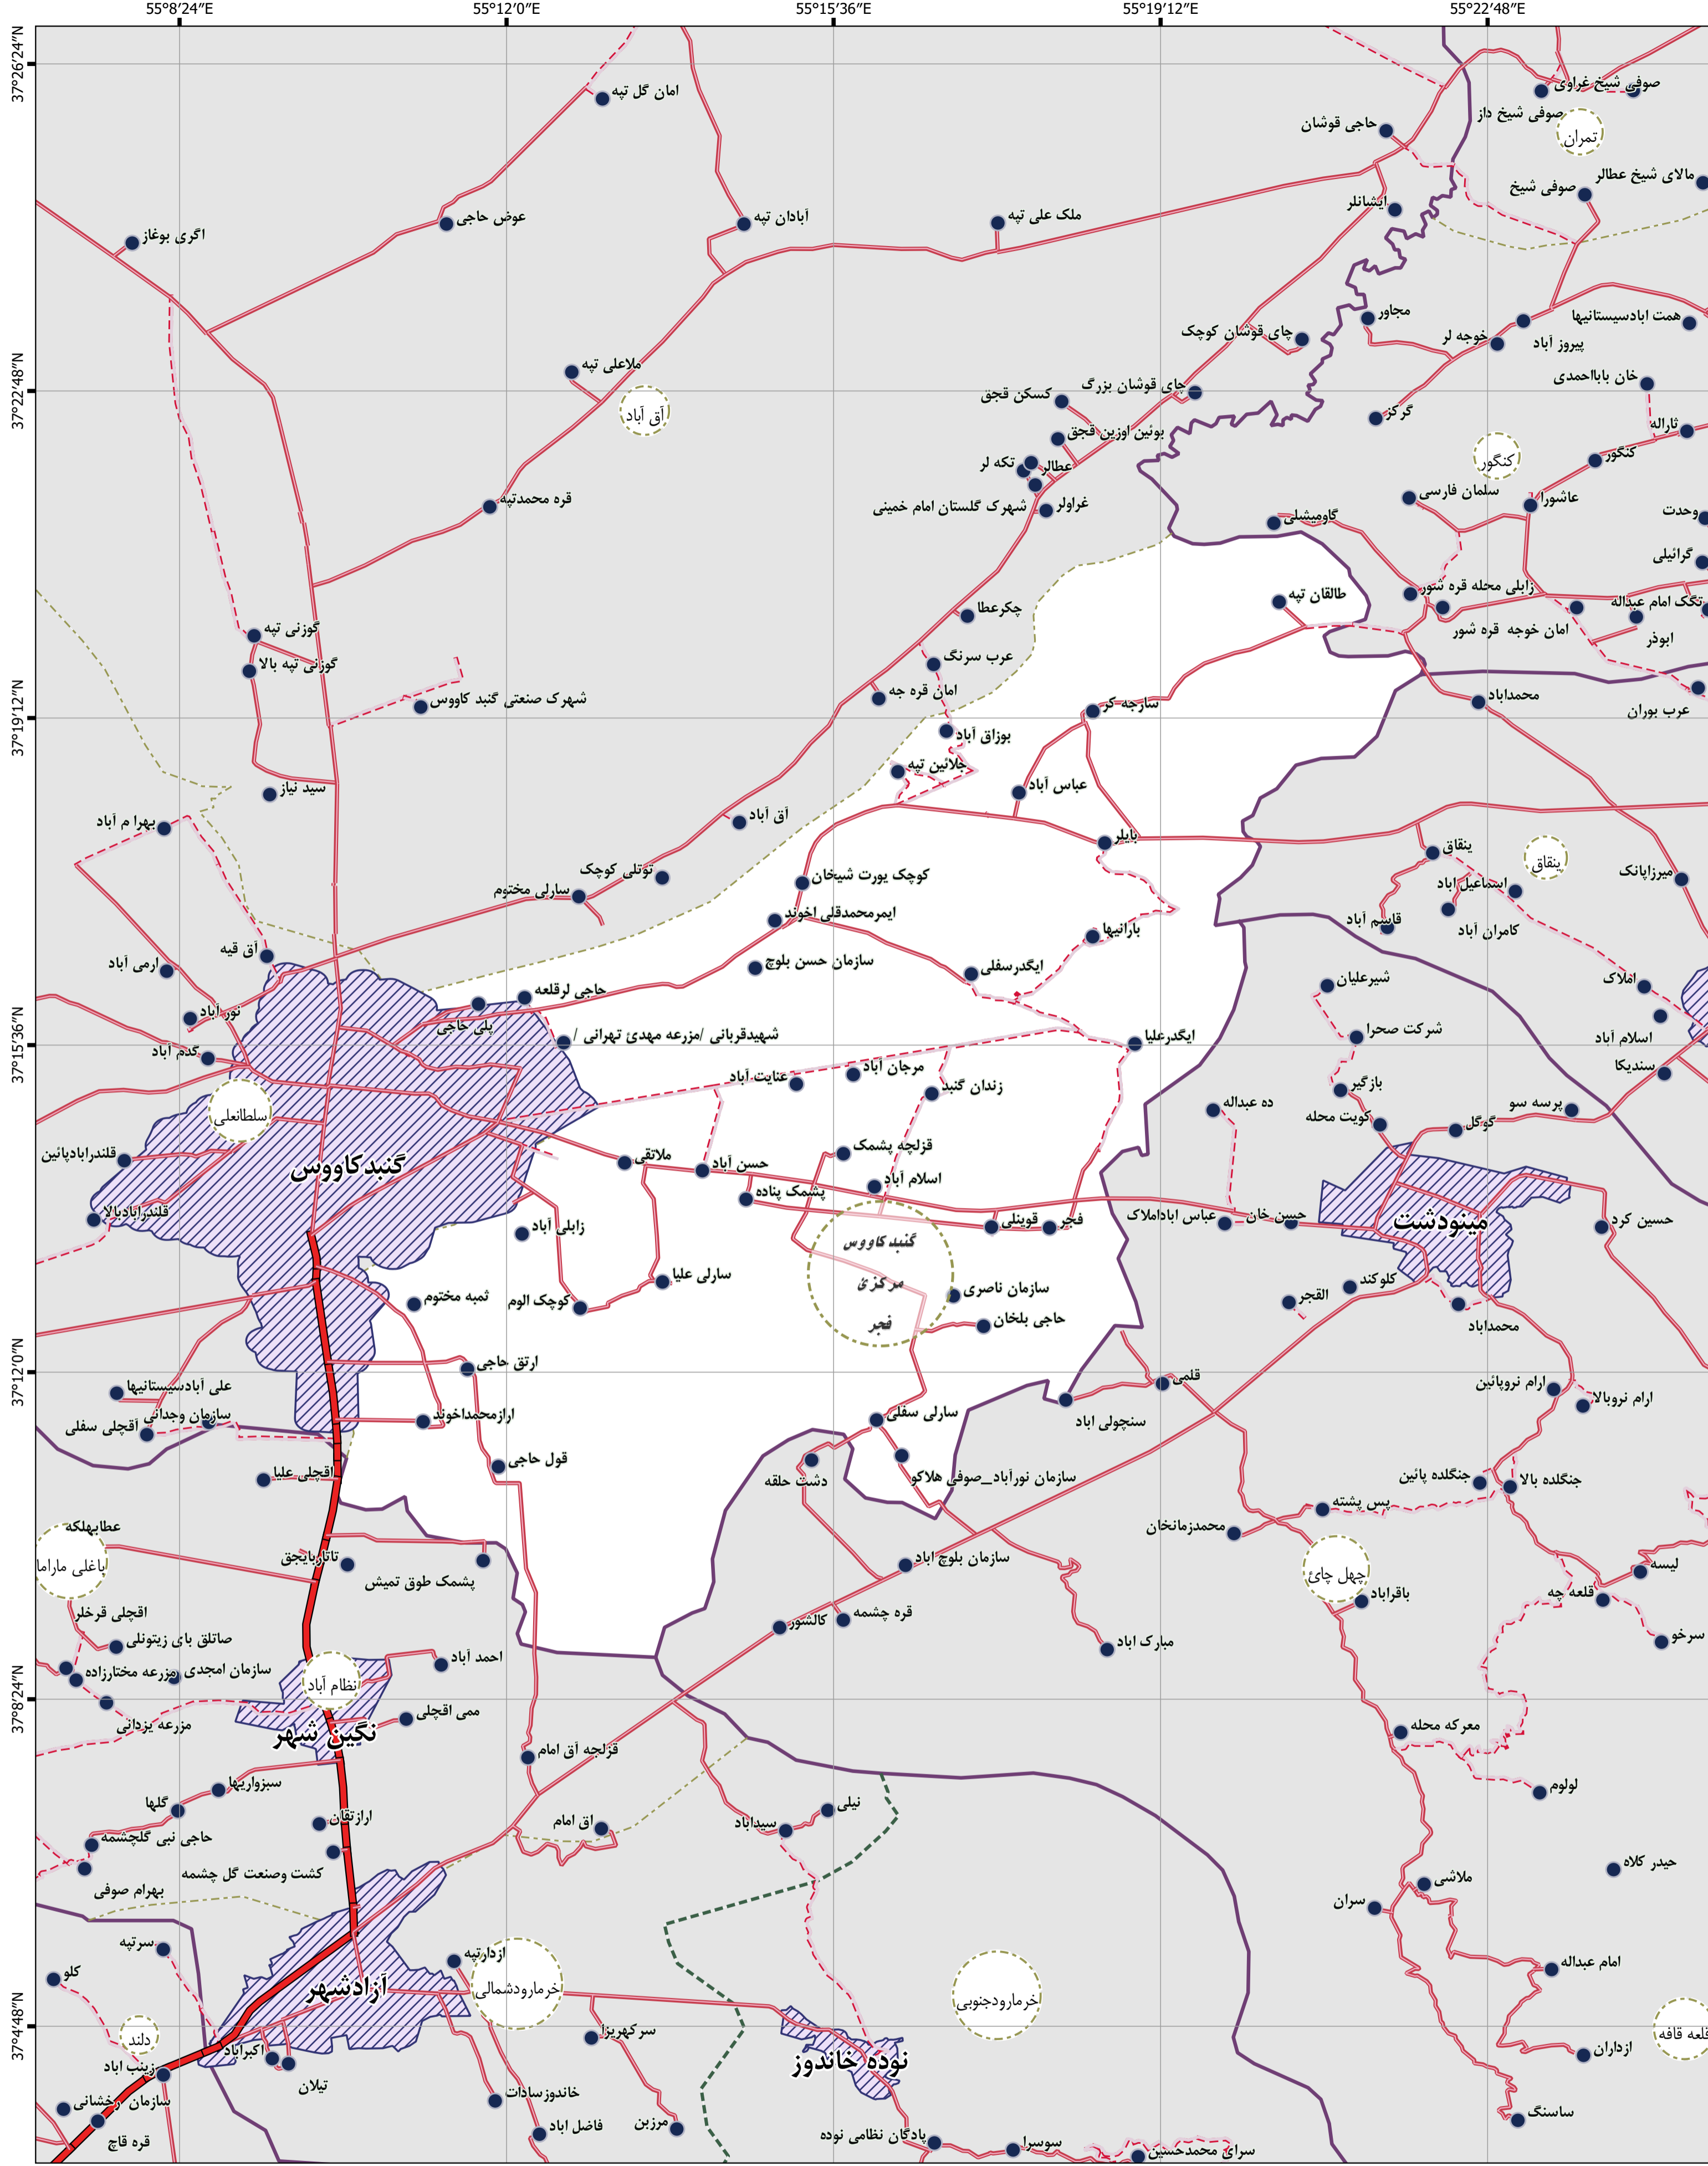 55°8'24"E
55°12'0"E
55°15'36"E
55°19'12"E
55°22'48"E
37°26'24"N
37°22'48"N
37°19'12"N
37°15'36"N
37°12'0"N
37°8'24"N
37°4'48"N
امان گل تپه
صوفی شیخ غراوی
صوفی شیخ داز
حاجی قوشان
تمران
مالای شیخ عطالر
صوفی شیخ
ایشانلر
عوض حاجی
آبادان تپه
ملک علی تپه
اگری بوغاز
مجاور
چای قوشان کوچک
خوجه لر
پیروز آباد
همت ابادسیستانیها
ملاعلی تپه
آق آباد
خان بابااحمدی
چای قوشان بزرگ
کسکن قجق
گرکز
ثاراله
بوئین اوزین قجق
کنگور
کنگور
تکه لر
عطالر
سلمان فارسی
عاشورا
قره محمدتپه
شهرک گلستان امام خمینی
غراولر
گاومیشلی
وحدت
گرائیلی
زابلی محله قره شور
طالقان تپه
چکرعطا
تگک امام عبداله
امان خوجه قره شور
ابوذر
گوزنی تپه
گوزنی تپه بالا
عرب سرنگ
شهرک صنعتی گنبد کاووس
امان قره جه
سارجه کر
محمداباد
عرب بوران
بوزاق آباد
جلائین تپه
عباس آباد
سید نیاز
بهرا م آباد
آق آباد
بایلر
ینقاق
ینقاق
توتلی کوچک
سارلی مختوم
کوچک یورت شیخان
اسماعیل اباد
میرزاپانک
ایمرمحمدقلی اخوند
قاسم آباد
کامران آباد
بارانیها
آق قیه
ارمی آباد
سازمان حسن بلوچ
ایگدرسفلی
شیرعلیان
املاک
حاجی لرقلعه
نور آباد
پلی حاجی
شهیدقربانی /مزرعه مهدئ تهرانی /
ایگدرعلیا
شرکت صحرا
اسلام آباد
گدم آباد
عنایت آباد
مرجان آباد
زندان گنبد
بازگیر
سندیکا
سلطانعلی
ده عبداله
کویت محله
پرسه سو
گوگل
قلندرابادپائین
گنبدکاووس
ملاتقی
حسن آباد
قزلچه پشمک
اسلام آباد
پشمک پناده
قلندرابادبالا
زابلی آباد
قوینلی
فجر
عباس اباداملاک
حسن خان
مینودشت
حسین کرد
گنبدکاووس
مرکزئ
فجر
سارلی علیا
سازمان ناصری
حاجی بلخان
کلوکند
القجر
محمداباد
ثمبه مختوم
کوچک الوم
ارتق حاجی
قلمی
ارام نروپائین
ارام نروبالا
علی آبادسیستانیها
سازمان وجدانی
آقچلی سفلی
ارازمحمداخوند
سارلی سفلی
سنچولی اباد
قول حاجی
اقچلی علیا
دشت حلقه
سازمان نورآباد_صوفی هلاکو
جنگلده پائین
جنگلده بالا
پس پشته
محمدزمانخان
عطابهلکه
باغلی ماراما
تاتاربایجق
پشمک طوق تمیش
سازمان بلوچ اباد
چهل چائ
لیسه
باقراباد
قلعه چه
اقچلی قرخلر
صاتلق بای زیتونلی
کالشور
قره چشمه
مبارک اباد
سرخو
مزرعه مختارزاده
سازمان امجدی
احمد آباد
نظام آباد
مزرعه یزدانی
ممی اقچلی
نگین شهر
معرکه محله
قزلجه آق امام
لولوم
سبزواریها
گلها
نیلی
ارازتقان
اق امام
سیداباد
حاجی نبی گلچشمه
کشت وصنعت گل چشمه
حیدر کلاه
بهرام صوفی
ملاشی
سران
سرتپه
ازدارتپه
کلو
آزادشهر
خرمارودشمالی
خرمارودجنوبی
امام عبداله
دلند
سرکهریزا
قلعه قافه
ازداران
زینب اباد
اکبراباد
نوده خاندوز
تیلان
خاندوزسادات
سازمان رخشانی
قره قاچ
فاضل اباد
مرزبن
پادگان نظامی نوده
سوسرا
سرای محمدحسین
ساسنگ